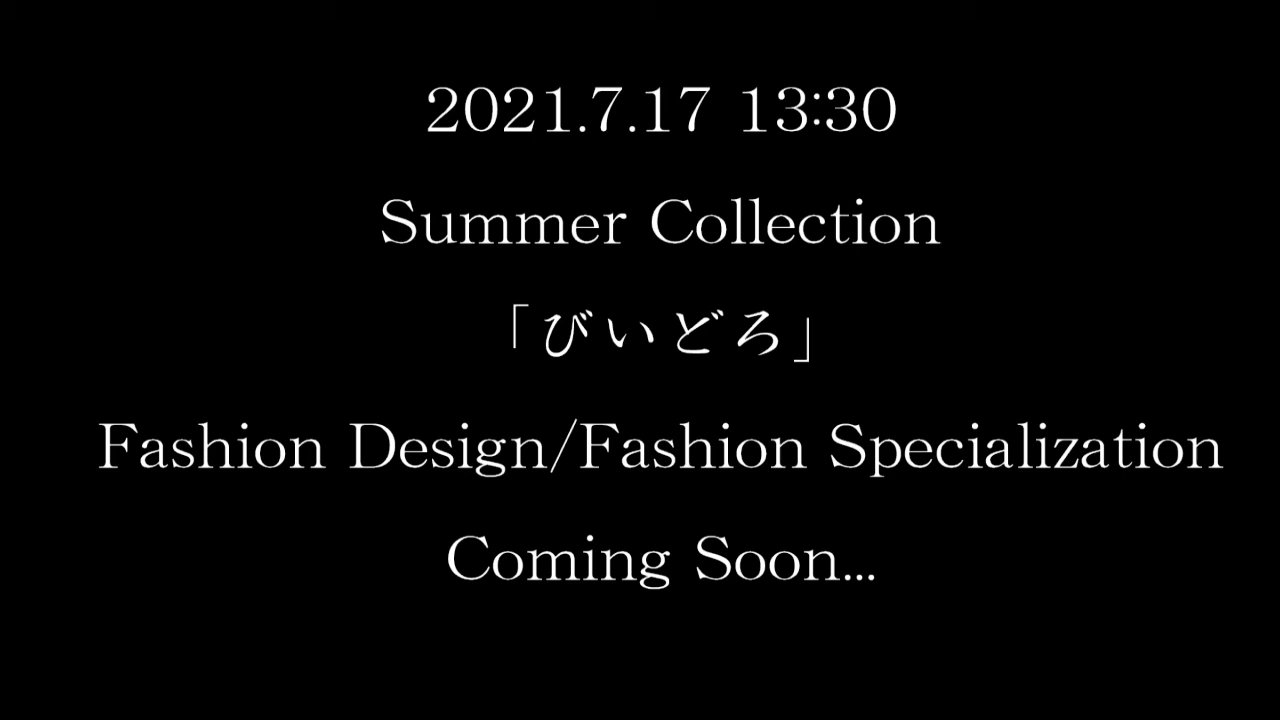 2021.7.17 13:30
Summer Collection
「びいどろ」
Fashion Design/Fashion Specialization
Coming Soon...